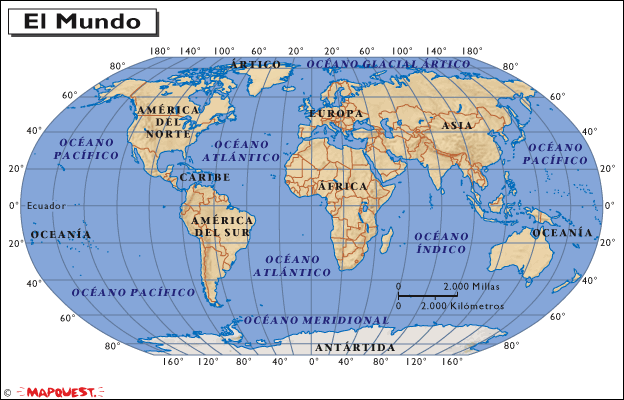 El Mundo
180° 140° 100° 60° 20° 20° 60° 100° 140° 180°
ÁRTICO
OCÉANO GLACIAL ÁRTICO
80° 80°
60° 60°
AMÉRICA
DEL
NORTE
EUROPA
ASIA
40° 40°
OCÉANO
PACÍFICO
OCÉANO
ATLÁNTICO
OCÉANO
PACÍFICO
20° 20°
CARIBE
ÁFRICA
0° Ecuador 0°
AMÉRICA
DEL SUR
OCEANÍA
OCEANÍA
20° 20°
OCÉANO
ÍNDICO
OCÉANO
ATLÁNTICO
40° 40°
OCÉANO PACÍFICO
0 2.000 Millas
0 2.000 Kilómetros
60° 60°
OCÉANO MERIDIONAL
80° 80°
ANTÁRTIDA
160° 120° 80° 40° 0° 40° 80° 120° 160°
© MAPQUEST.